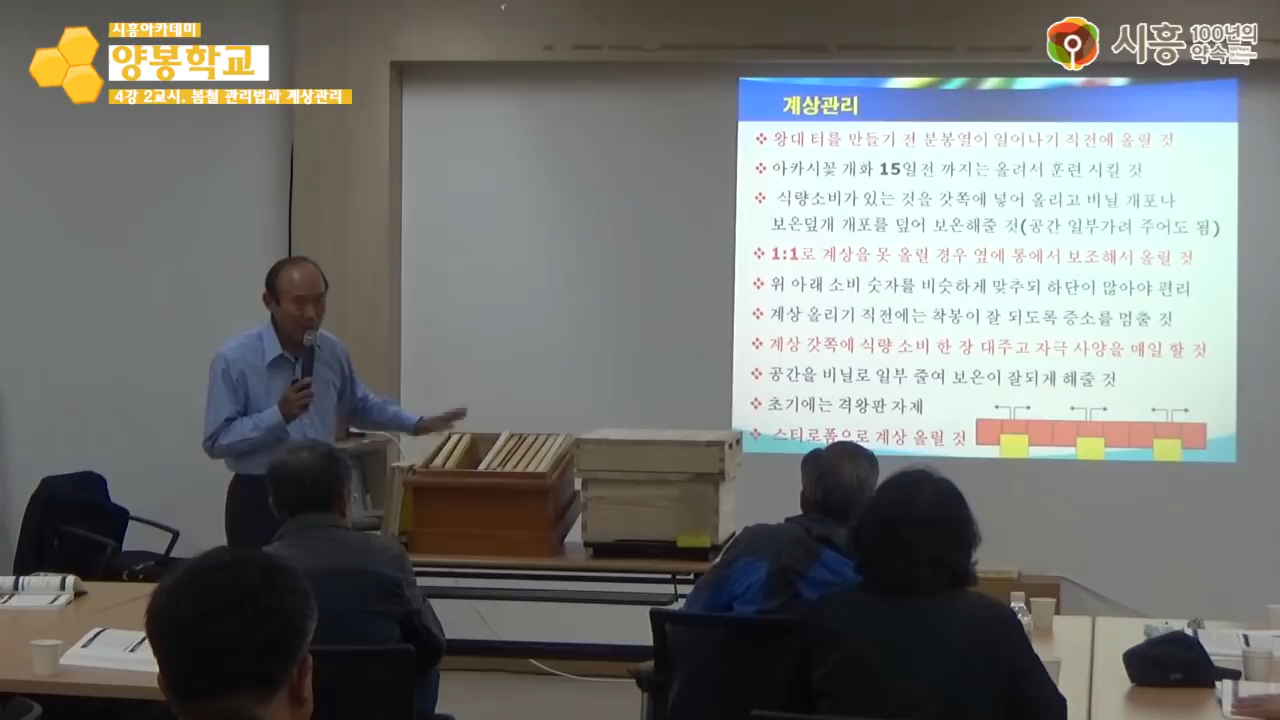 시흥아카데미
양봉학교
4강 2교시. 봄철 관리법과 계상관리
시흥 100년의
약속
계상관리
❖ 왕대 티를 만들기 전 분봉열이 일어나기 직전에 올릴 것
❖ 아카시꽃 개화 15일전 까지는 올려서 훈련 시킬 것
❖ 식량소비가 있는 것을 갓쪽에 넣어 올리고 비닐 개포나
보온덮개 개포를 덮어 보온해줄 것(공간 일부가려 주어도 됨)
❖ 1:1로 계상을 못 올릴 경우 옆에 통에서 보조해서 올릴 것
❖ 위 아래 소비 숫자를 비슷하게 맞추되 하단이 많아야 편리
❖ 계상 올리기 직전에는 착봉이 잘 되도록 증소를 멈출 것
❖ 계상 갓쪽에 식량 소비 한 장 대주고 자극 사양을 매일 할 것
❖ 공간을 비닐로 일부 줄여 보온이 잘되게 해줄 것
❖ 초기에는 격왕판 자제
❖ 스티로폼으로 계상 올릴 것